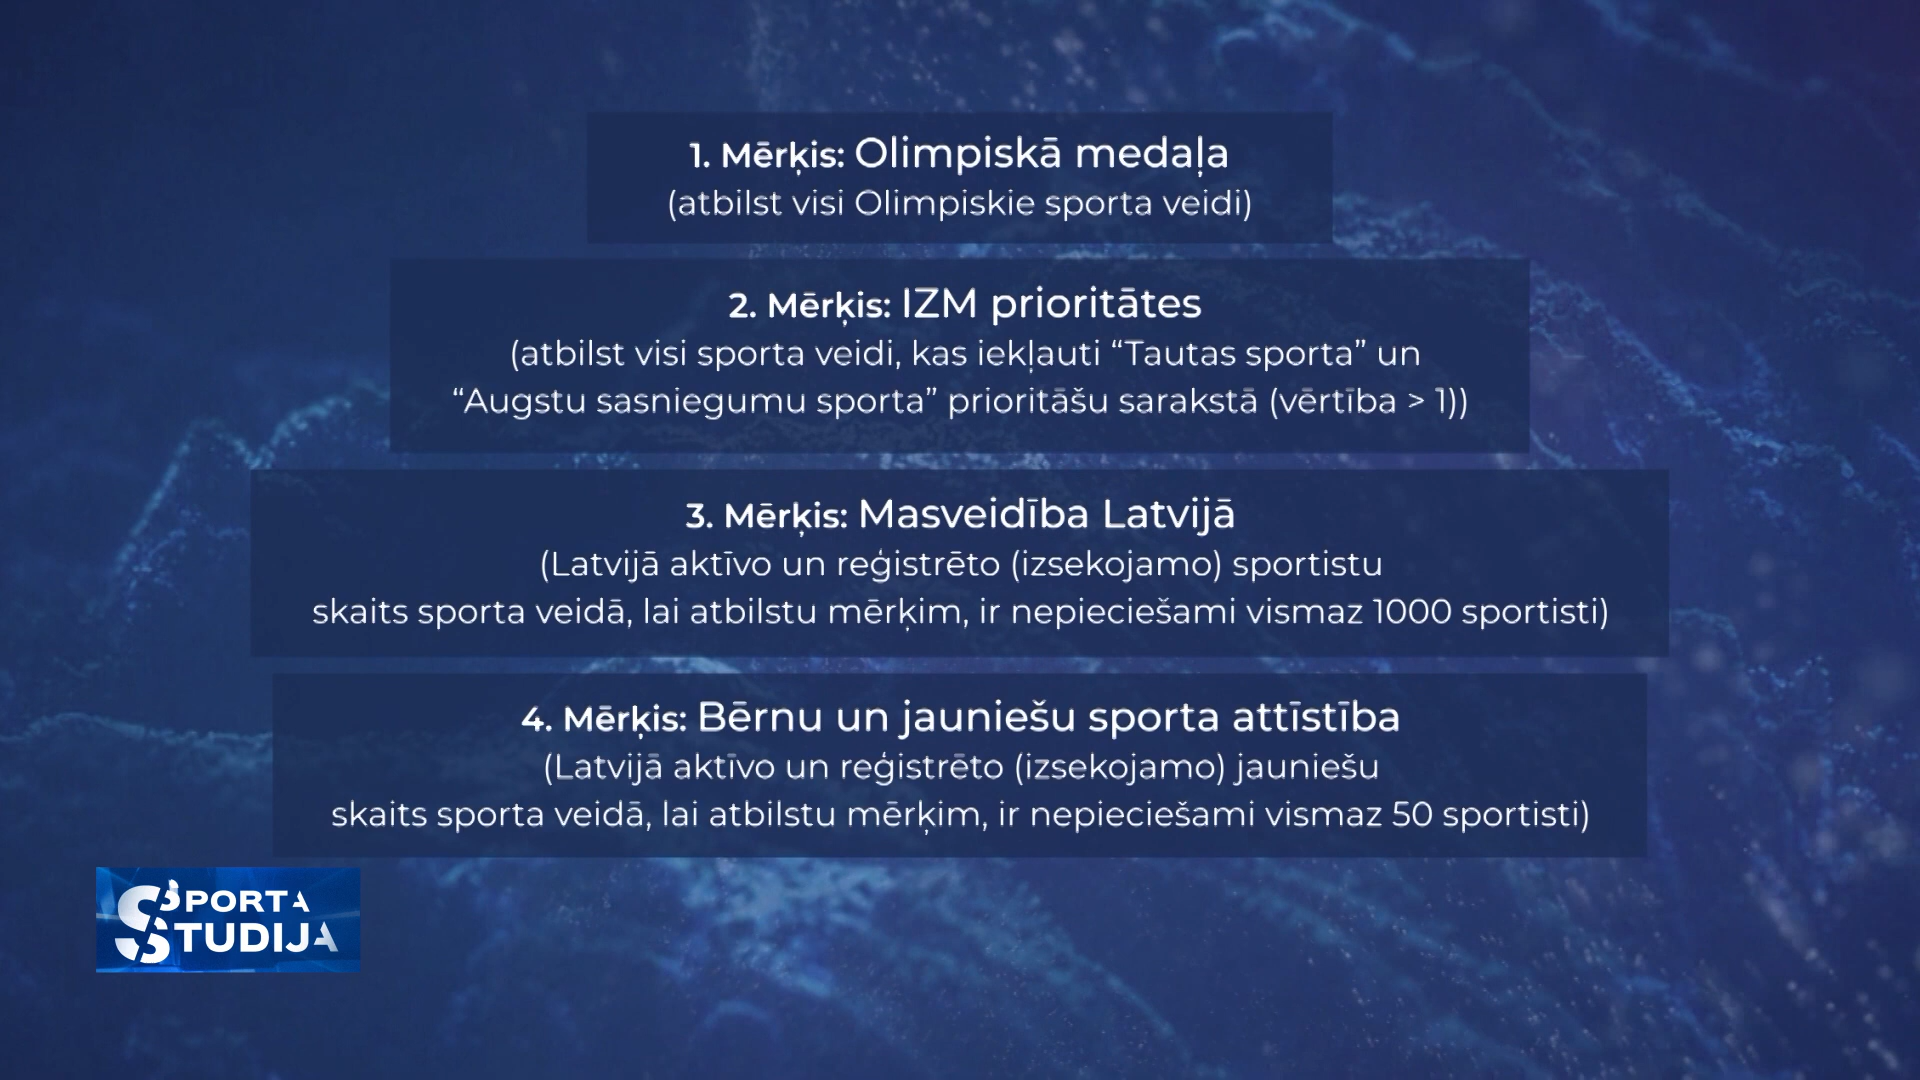 1. Mērķis: Olimpiskā medaļa
(atbilst visi Olimpiskie sporta veidi)
2. Mērķis: IZM prioritātes
(atbilst visi sporta veidi, kas iekļauti “Tautas sporta” un
“Augstu sasniegumu sporta” prioritāšu sarakstā (vērtība > 1))
3. Mērķis: Masveidība Latvijā
(Latvijā aktīvo un reģistrēto (izsekojamo) sportistu
skaits sporta veidā, lai atbilstu mērķim, ir nepieciešami vismaz 1000 sportisti)
4. Mērķis: Bērnu un jauniešu sporta attīstība
(Latvijā aktīvo un reģistrēto (izsekojamo) jauniešu
skaits sporta veidā, lai atbilstu mērķim, ir nepieciešami vismaz 50 sportisti)
SPORTA
STUDIJA